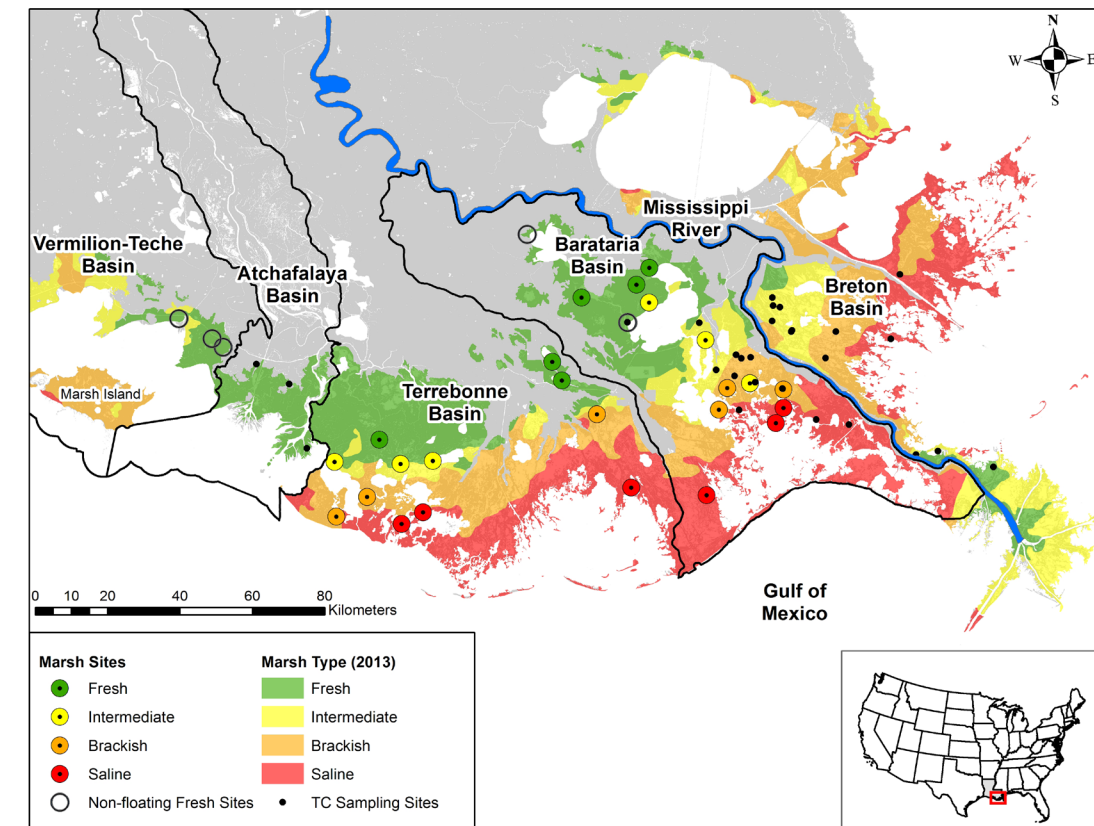 N
W
E
S
Mississippi
River
Vermilion-Teche
Basin
Barataria
Basin
Atchafalaya
Basin
Breton
Basin
Marsh Island
Terrebonne
Basin
Gulf of
Mexico
0 20 40 60 80
Kilometers
Marsh Sites
Fresh
Intermediate
Brackish
Saline
Non-floating Fresh Sites
Marsh Type (2013)
Fresh
Intermediate
Brackish
Saline
TC Sampling Sites